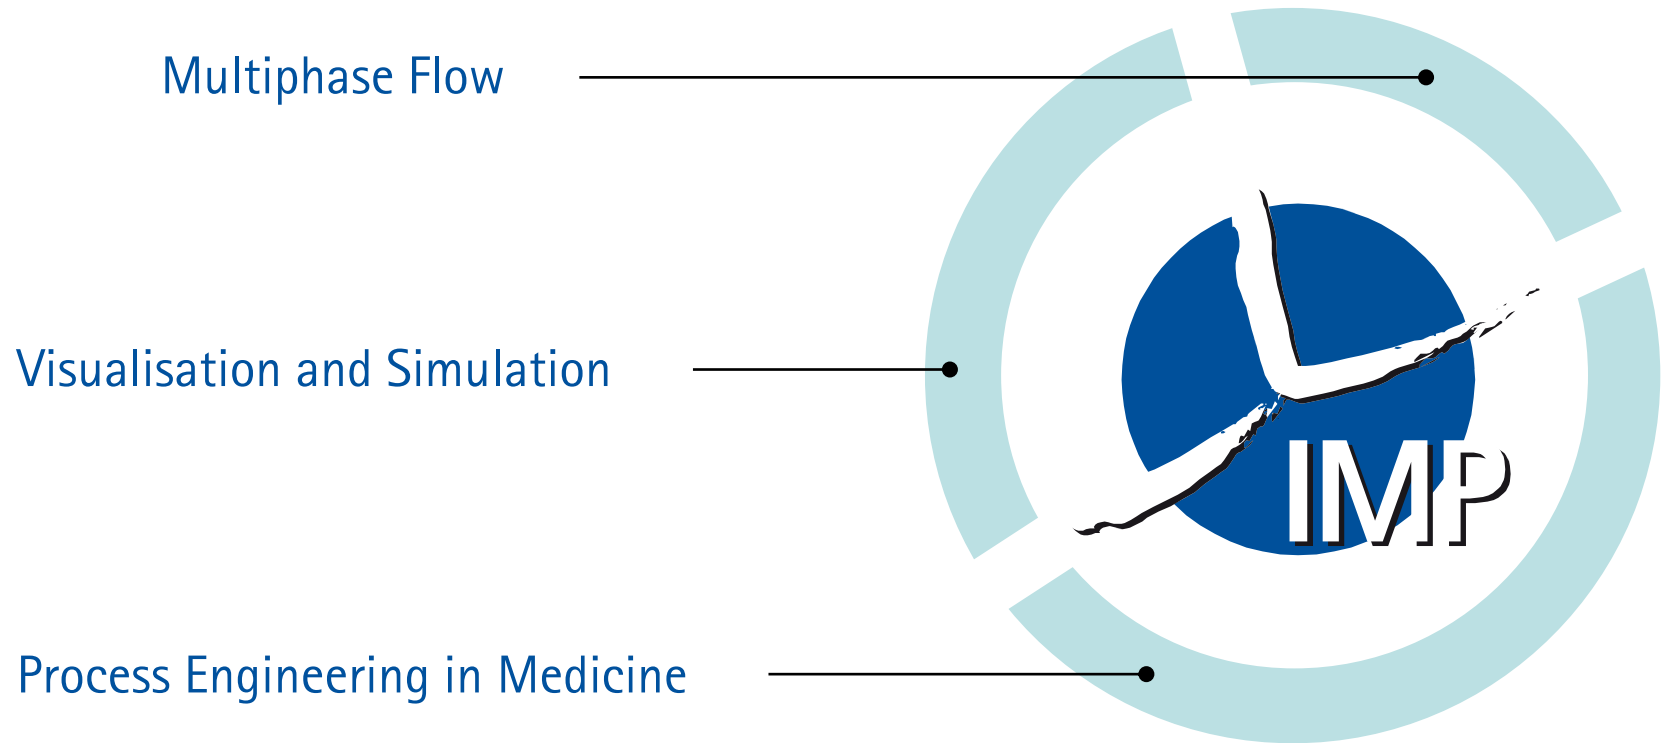 Multiphase Flow
Visualisation and Simulation
IMP
Process Engineering in Medicine